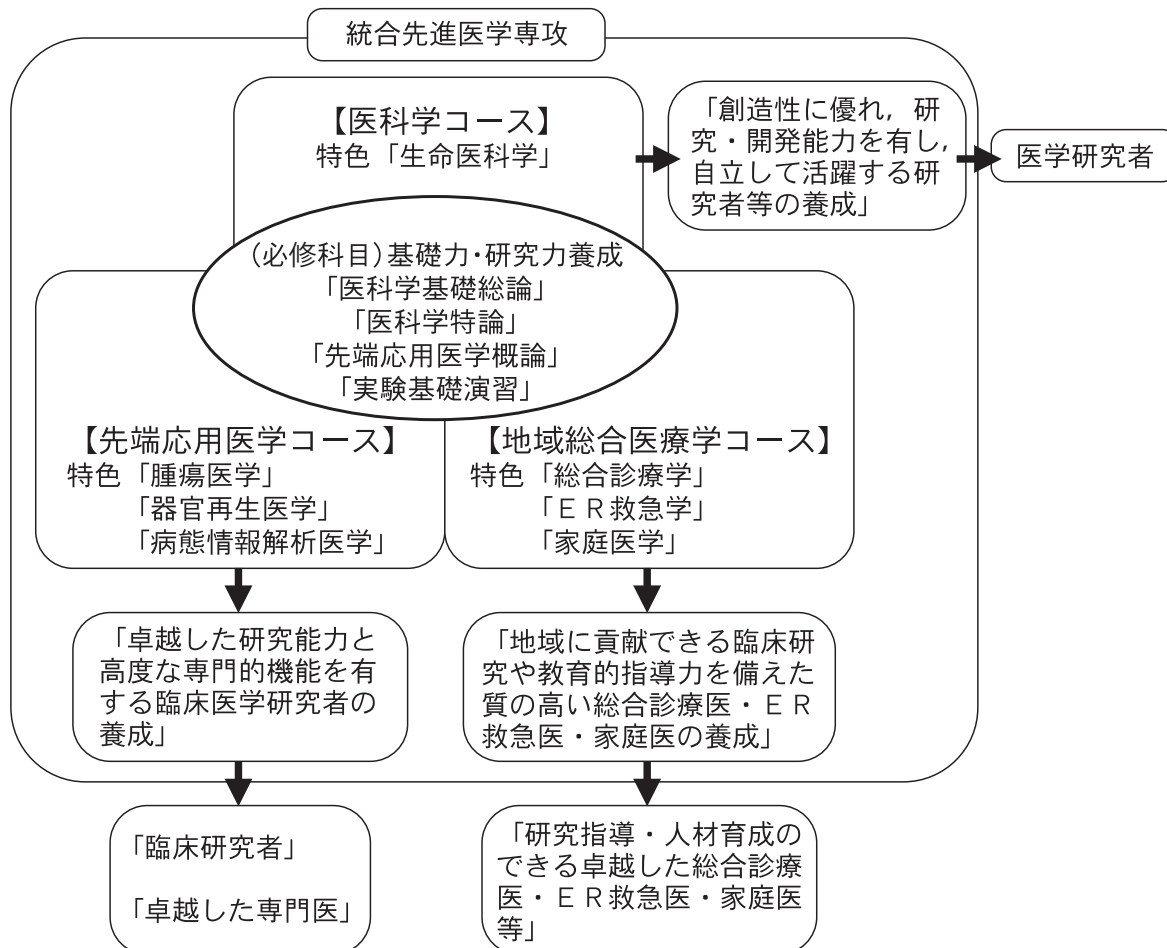 統合先進医学専攻
【医科学コース】
特色「生命医科学」
「創造性に優れ，研
究・開発能力を有し，
自立して活躍する研
究者等の養成」
医学研究者
(必修科目)基礎力･研究力養成
「医科学基礎総論」
「医科学特論」
「先端応用医学概論」
「実験基礎演習」
【先端応用医学コース】
特色「腫瘍医学」
「器官再生医学」
「病態情報解析医学」
【地域総合医療学コース】
特色「総合診療学」
「ＥＲ救急学」
「家庭医学」
「卓越した研究能力と
高度な専門的機能を有
する臨床医学研究者の
養成」
「地域に貢献できる臨床研
究や教育的指導力を備えた
質の高い総合診療医・ＥＲ
救急医・家庭医の養成」
「臨床研究者」
「卓越した専門医」
「研究指導・人材育成の
できる卓越した総合診療
医・ＥＲ救急医・家庭医
等」